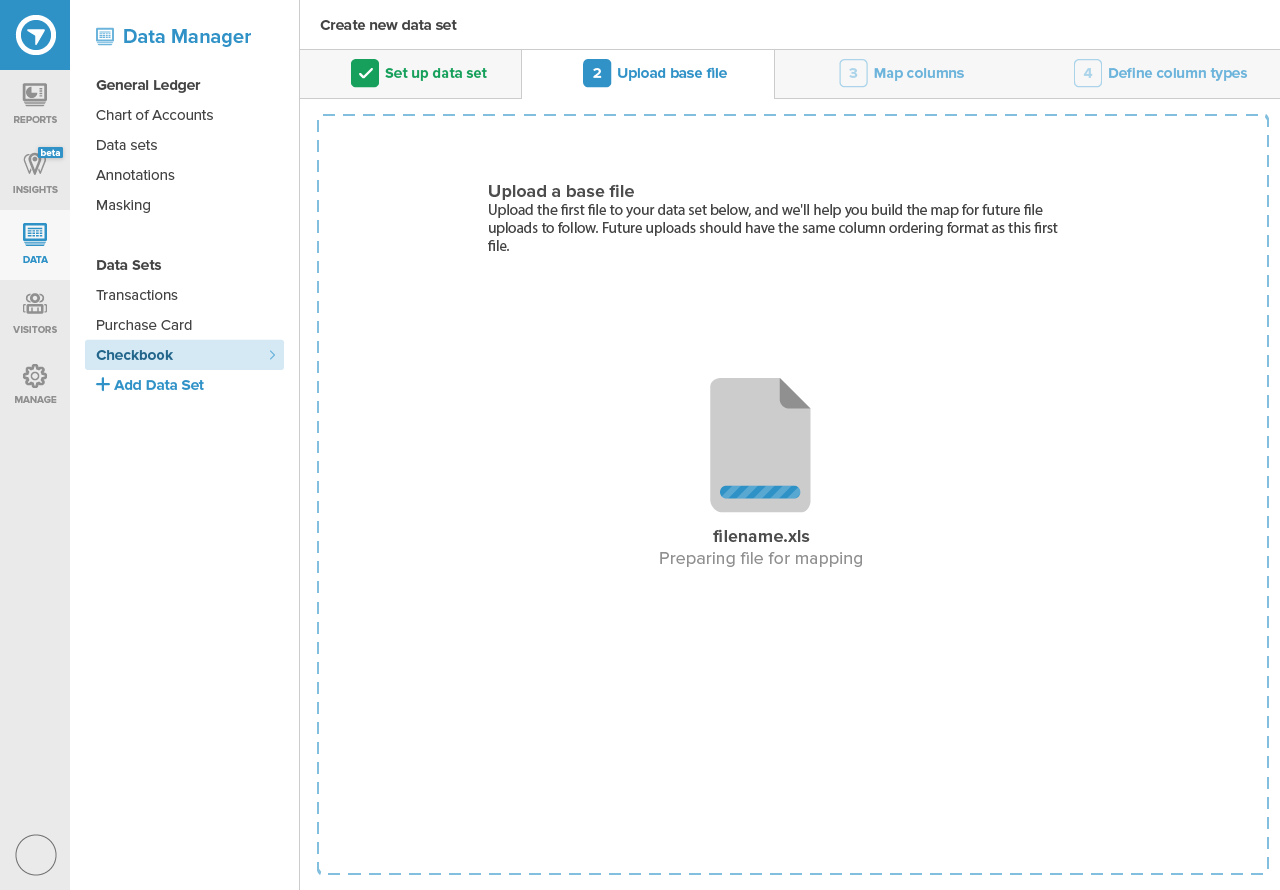 REPORTS
beta
INSIGHTS
DATA
VISITORS
MANAGE
Data Manager
General Ledger
Chart of Accounts
Data sets
Annotations
Masking
Data Sets
Transactions
Purchase Card
Checkbook
Add Data Set
Create new data set
Set up data set
2 Upload base file
3 Map columns
4 Define column types
Upload a base file
Upload the first file to your data set below, and we'll help you build the map for future file
uploads to follow. Future uploads should have the same column ordering format as this first
file.
filename.xls
Preparing file for mapping